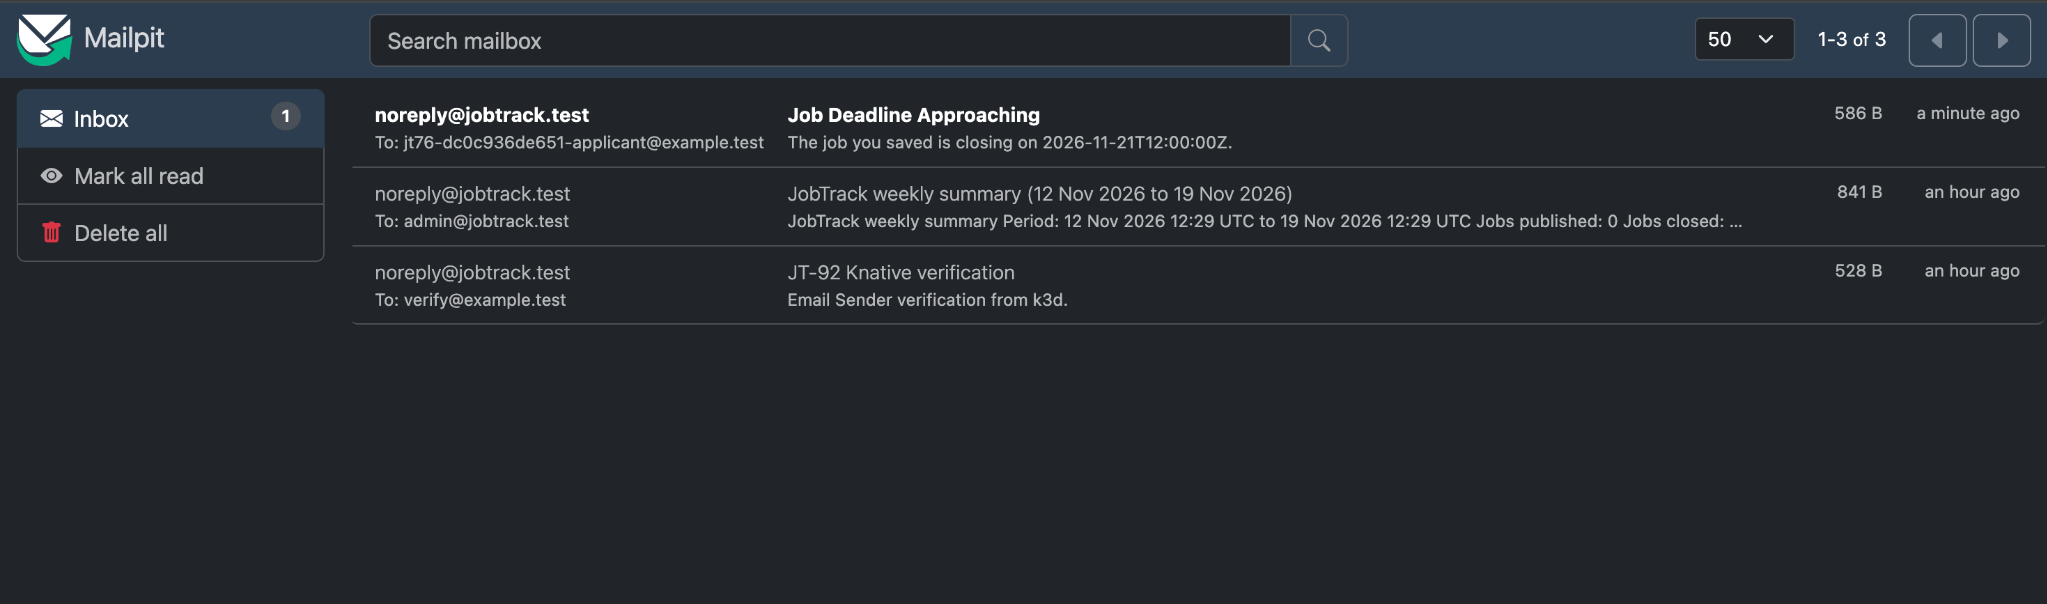 Mailpit
Search mailbox
50
1-3 of 3
Inbox
1
Mark all read
Delete all
noreply@jobtrack.test
Job Deadline Approaching
586 B
a minute ago
To: jt76-dc0c936de651-applicant@example.test
The job you saved is closing on 2026-11-21T12:00:00Z.
noreply@jobtrack.test
JobTrack weekly summary (12 Nov 2026 to 19 Nov 2026)
841 B
an hour ago
To: admin@jobtrack.test
JobTrack weekly summary Period: 12 Nov 2026 12:29 UTC to 19 Nov 2026 12:29 UTC Jobs published: 0 Jobs closed: ...
noreply@jobtrack.test
JT-92 Knative verification
528 B
an hour ago
To: verify@example.test
Email Sender verification from k3d.